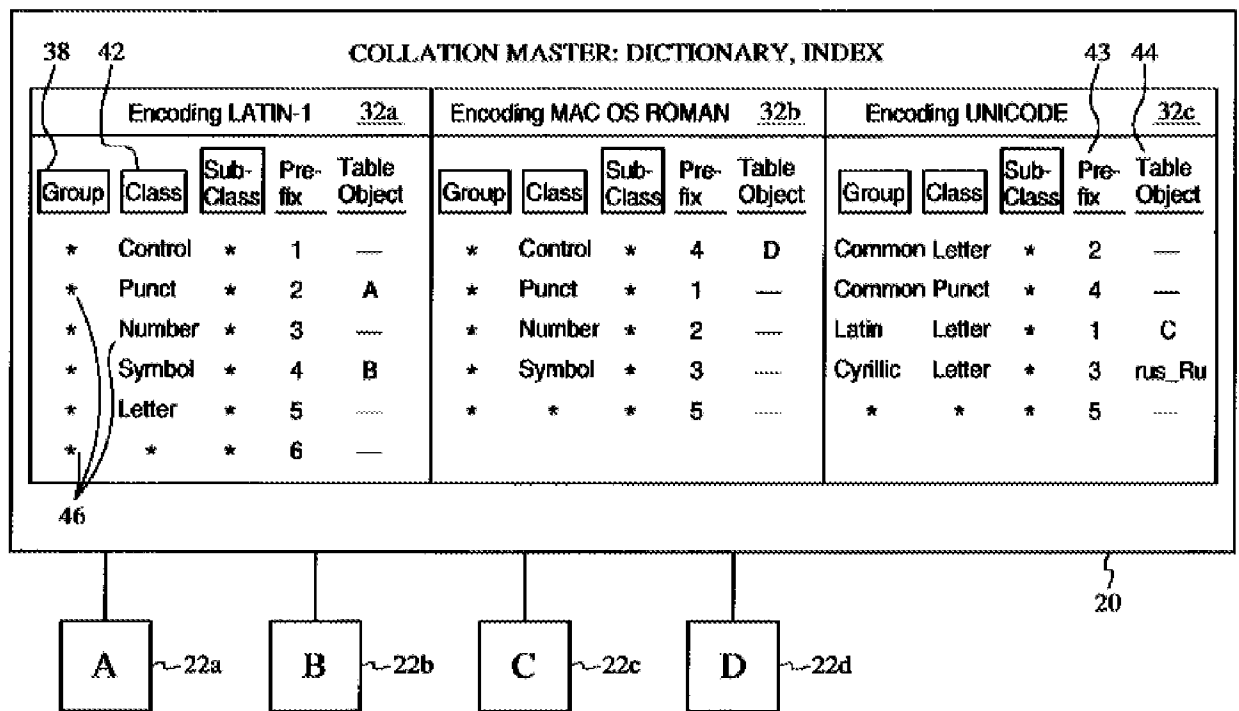 38 42 COLLATION MASTER: DICTIONARY, INDEX 43 44
Encoding LATIN-1 32a Encoding MAC OS ROMAN 32b Encoding UNICODE 32c
Group Class Sub-Class Pre-fix Table Object Group Class Sub-Class Pre-fix Table Object Group Class Sub-Class Pre-fix Table Object
* Control * 1 — * Control * 4 D Common Letter * 2 —
* Punct * 2 A * Punct * 1 — Common Punct * 4 —
* Number * 3 — * Number * 2 — Latin Letter * 1 C
* Symbol * 4 B * Symbol * 3 — Cyrillic Letter * 3 rus_Ru
* Letter * 5 — * * * 5 — * * * 5 —
* * * 6 —
46
20
A 22a B 22b C 22c D 22d